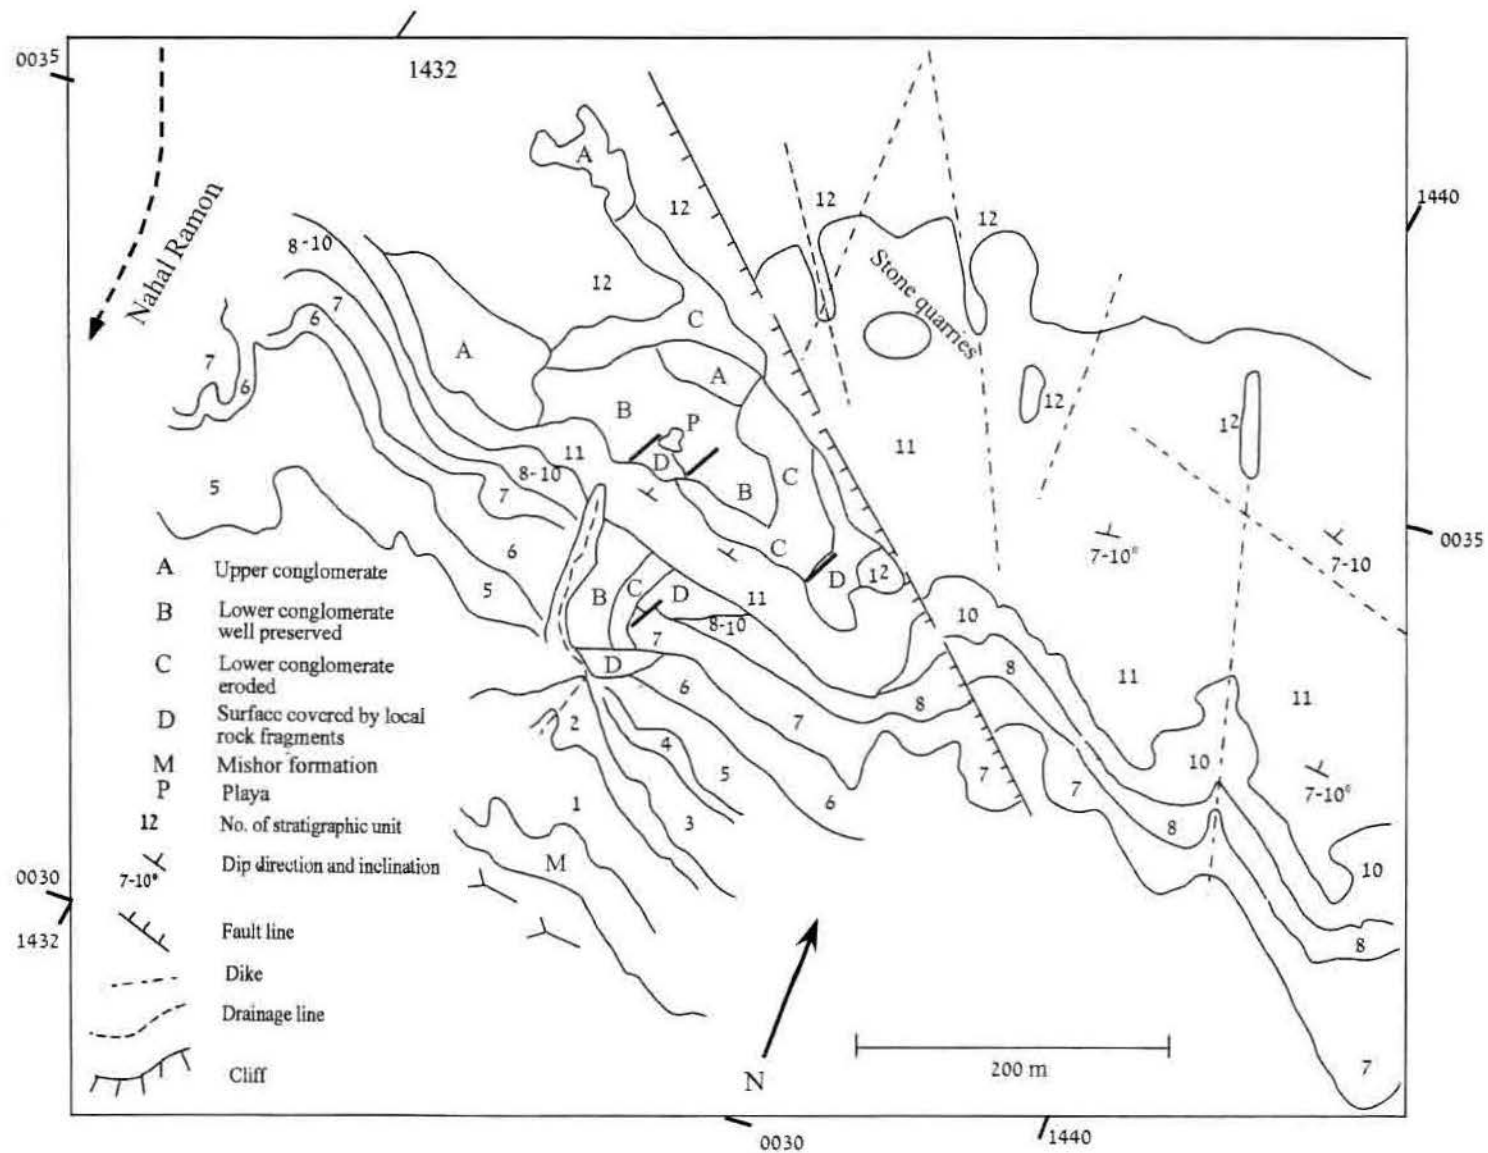 0035
1432
1440
0035
0030
1432
0030
1440
Nahal Ramon
Stone quarries
A
12
12
12
12
8-10
7
6
7
6
5
A
C
A
B
P
D
11
8-10
7
B
C
C
D
12
11
12
12
7-10°
7-10
6
5
B
C
D
11
8-10
7
D
6
10
8
8
11
11
10
7
7
7
8
7-10°
10
8
7
2
4
5
6
1
3
M
A Upper conglomerate
B Lower conglomerate
well preserved
C Lower conglomerate
eroded
D Surface covered by local
rock fragments
M Mishor formation
P Playa
12 No. of stratigraphic unit
7-10° Dip direction and inclination
Fault line
Dike
Drainage line
Cliff
N
200 m